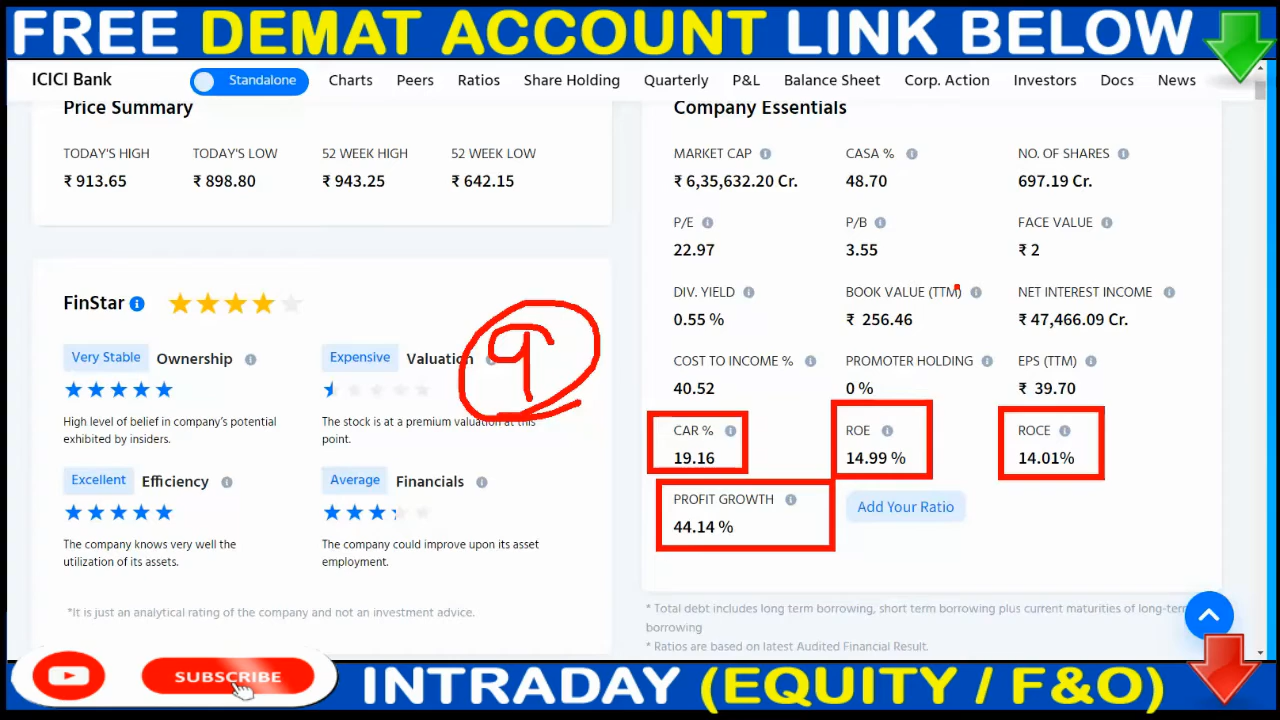 FREE DEMAT ACCOUNT LINK BELOW
ICICI Bank Standalone Charts Peers Ratios Share Holding Quarterly P&L Balance Sheet Corp. Action Investors Docs News
Price Summary
TODAY'S HIGH TODAY'S LOW 52 WEEK HIGH 52 WEEK LOW
₹ 913.65 ₹ 898.80 ₹ 943.25 ₹ 642.15
FinStar
Very Stable Ownership
High level of belief in company's potential
exhibited by insiders.
Expensive Valuation
The stock is at a premium valuation at this
point.
Excellent Efficiency
The company knows very well the
utilization of its assets.
Average Financials
The company could improve upon its asset
employment.
*It is just an analytical rating of the company and not an investment advice.
9
Company Essentials
MARKET CAP CASA % NO. OF SHARES
₹ 6,35,632.20 Cr. 48.70 697.19 Cr.
P/E P/B FACE VALUE
22.97 3.55 ₹ 2
DIV. YIELD BOOK VALUE (TTM) NET INTEREST INCOME
0.55 % ₹ 256.46 ₹ 47,466.09 Cr.
COST TO INCOME % PROMOTER HOLDING EPS (TTM)
40.52 0 % ₹ 39.70
CAR % ROE ROCE
19.16 14.99 % 14.01%
PROFIT GROWTH
44.14 %
Add Your Ratio
* Total debt includes long term borrowing, short term borrowing plus current maturities of long-term
borrowing
* Ratios are based on latest Audited Financial Result.
SUBSCRIBE
INTRADAY (EQUITY / F&O)